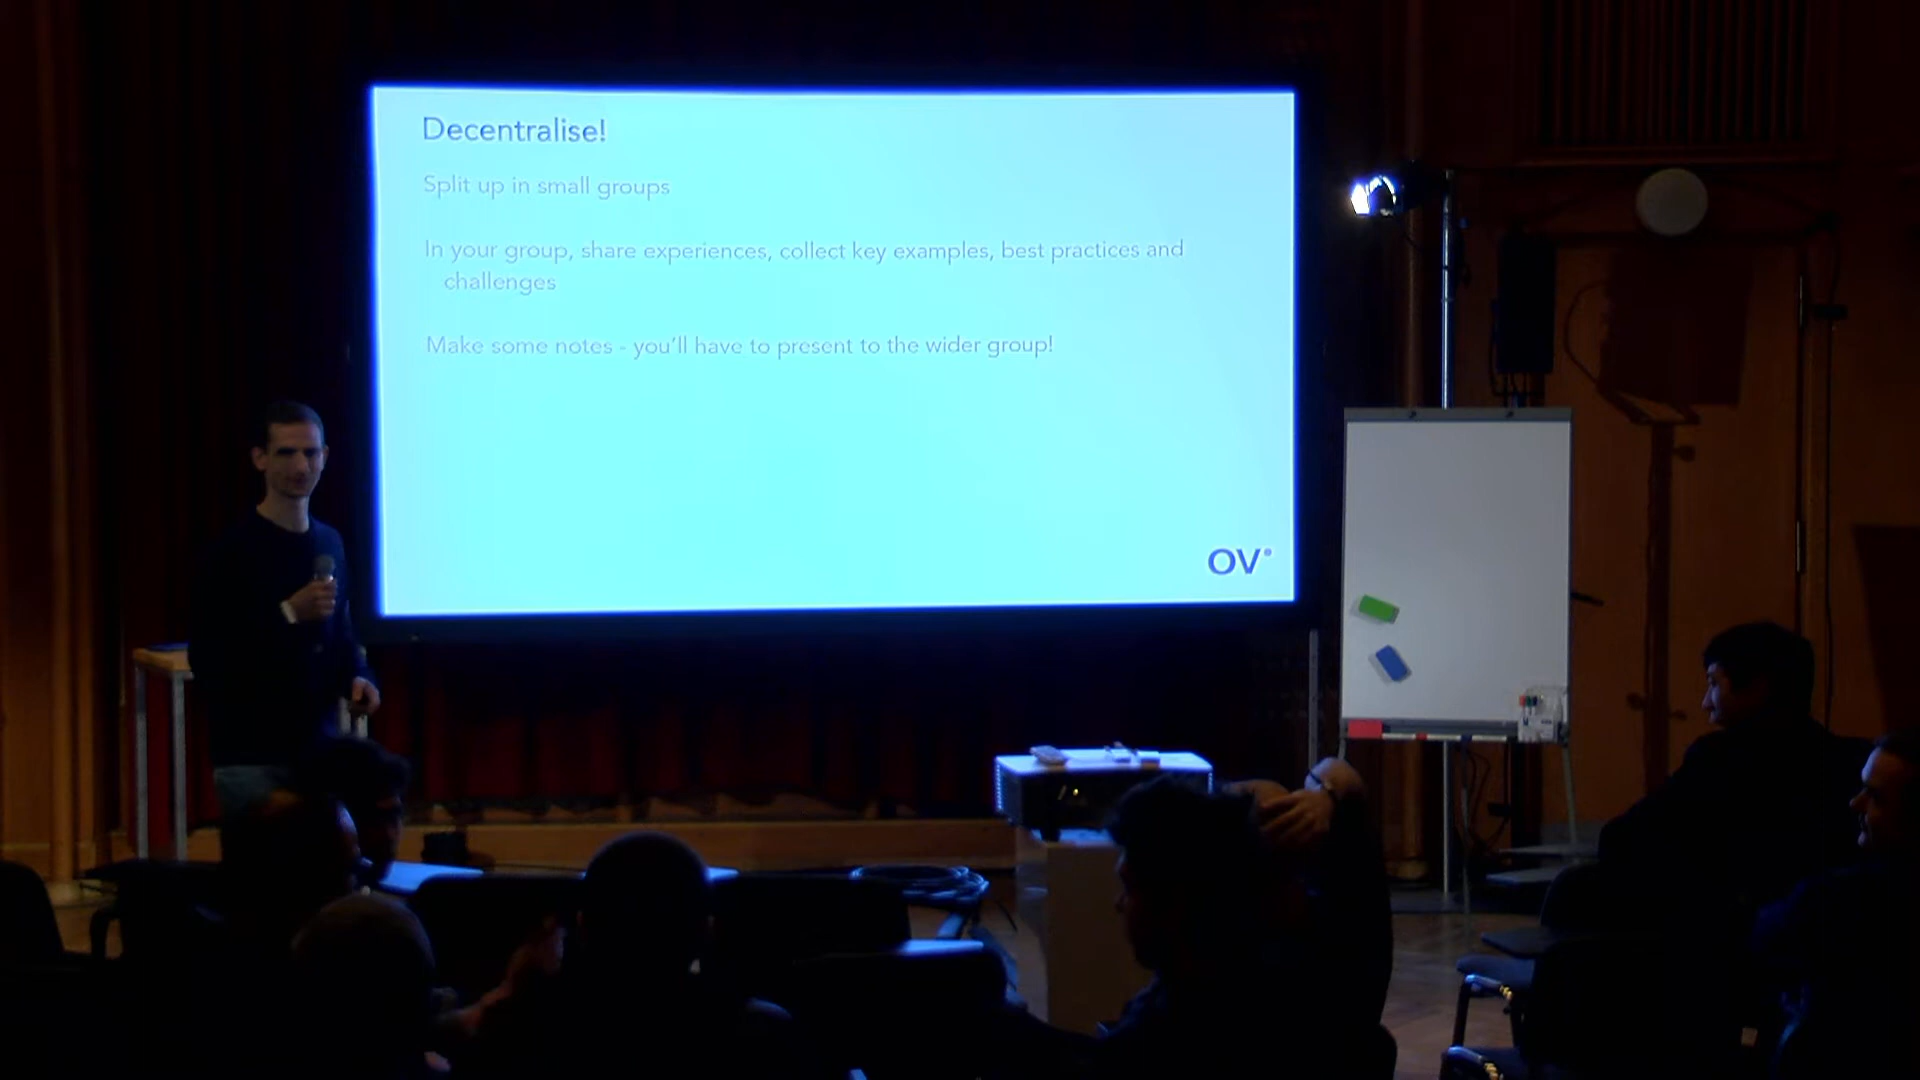 Decentralise!
Split up in small groups
In your group, share experiences, collect key examples, best practices and
challenges
Make some notes - you'll have to present to the wider group!
OV°